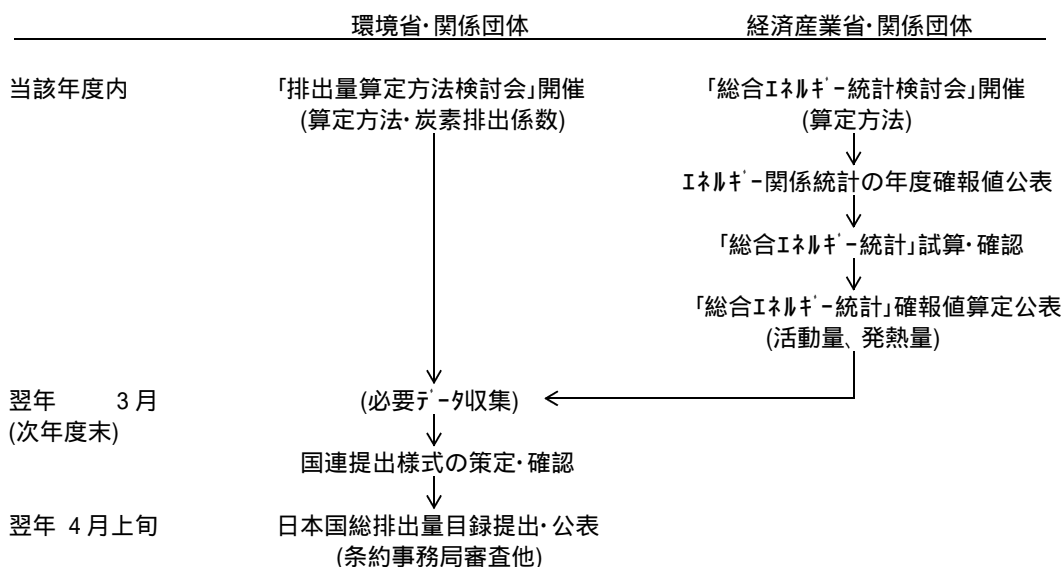 環境省・関係団体 経済産業省・関係団体
当該年度内 「排出量算定方法検討会」開催 「総合ｴﾈﾙｷﾞｰ統計検討会」開催
(算定方法・炭素排出係数) (算定方法)
ｴﾈﾙｷﾞｰ関係統計の年度確報値公表
「総合ｴﾈﾙｷﾞｰ統計」試算・確認
「総合ｴﾈﾙｷﾞｰ統計」確報値算定公表
(活動量、発熱量)
翌年 3月 (必要ﾃﾞｰﾀ収集)
(次年度末)
国連提出様式の策定・確認
翌年 4月上旬 日本国総排出量目録提出・公表
(条約事務局審査他)